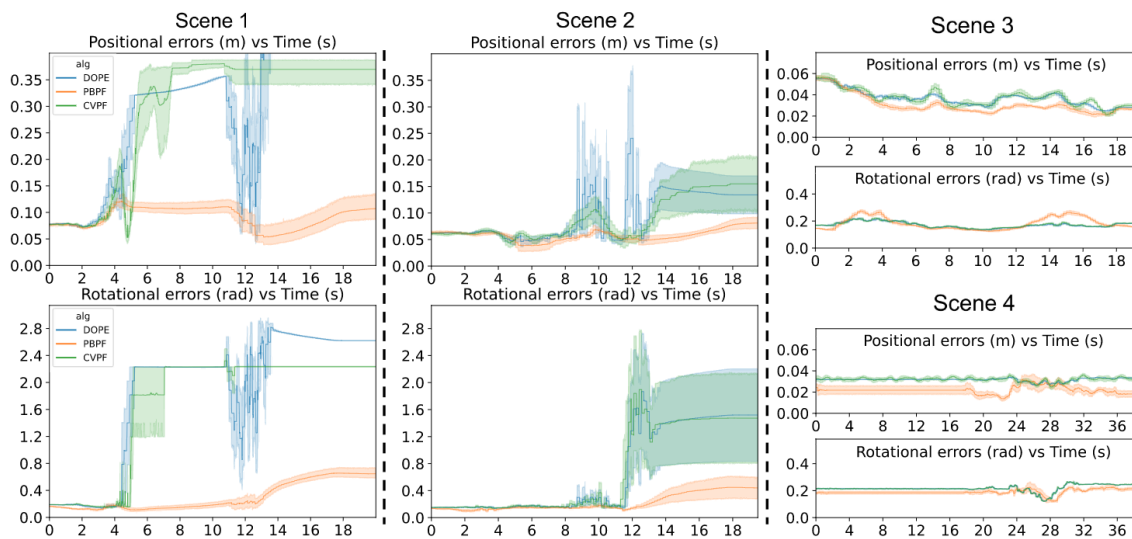 Scene 1
Positional errors (m) vs Time (s)
alg
DOPE
PBPF
CVPF
0.35
0.30
0.25
0.20
0.15
0.10
0.05
0.00
0 2 4 6 8 10 12 14 16 18
Rotational errors (rad) vs Time (s)
alg
DOPE
PBPF
CVPF
2.8
2.4
2.0
1.6
1.2
0.8
0.4
0.0
0 2 4 6 8 10 12 14 16 18
Scene 2
Positional errors (m) vs Time (s)
0.35
0.30
0.25
0.20
0.15
0.10
0.05
0.00
0 2 4 6 8 10 12 14 16 18
Rotational errors (rad) vs Time (s)
2.8
2.4
2.0
1.6
1.2
0.8
0.4
0.0
0 2 4 6 8 10 12 14 16 18
Scene 3
Positional errors (m) vs Time (s)
0.06
0.04
0.02
0.00
0 2 4 6 8 10 12 14 16 18
Rotational errors (rad) vs Time (s)
0.4
0.2
0.0
0 2 4 6 8 10 12 14 16 18
Scene 4
Positional errors (m) vs Time (s)
0.06
0.04
0.02
0.00
0 4 8 12 16 20 24 28 32 36
Rotational errors (rad) vs Time (s)
0.4
0.2
0.0
0 4 8 12 16 20 24 28 32 36